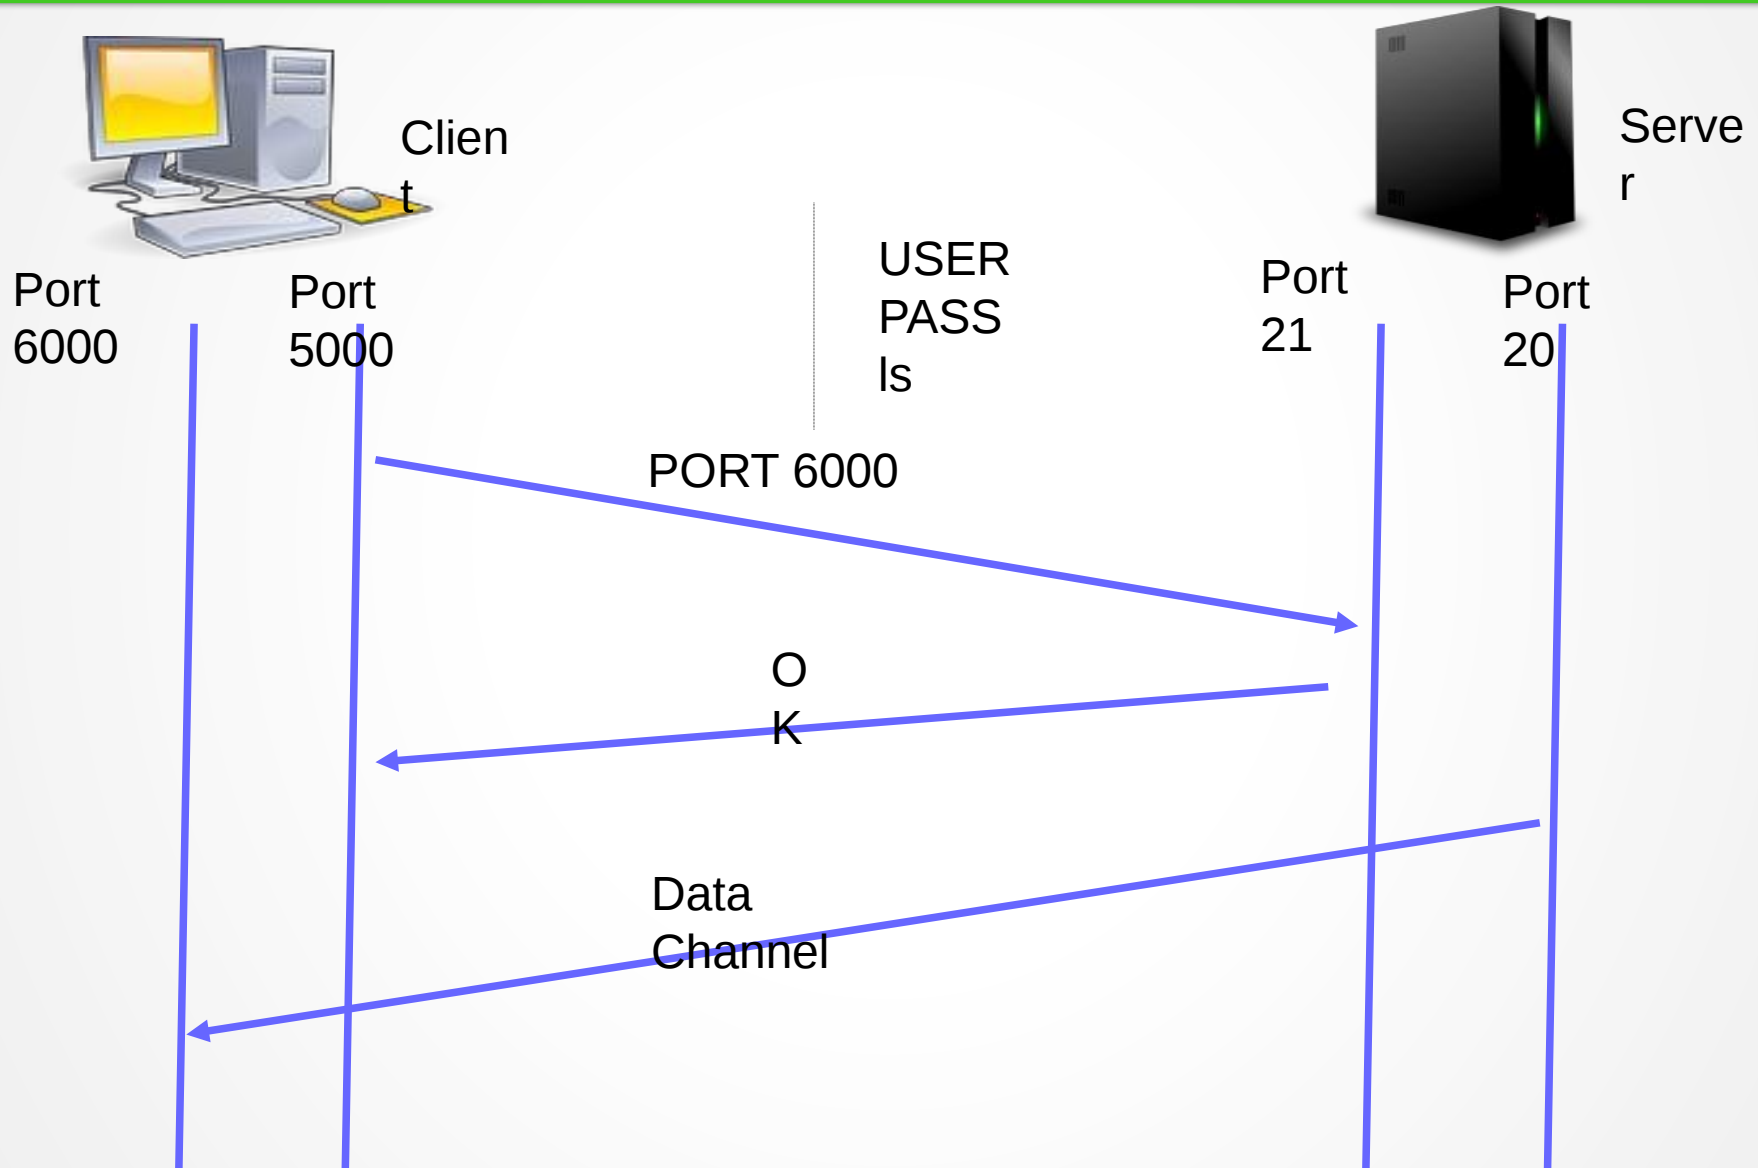 Clien
t
Serve
r
USER
PASS
ls
Port
6000
Port
5000
Port
21
Port
20
PORT 6000
O
K
Data
Channel